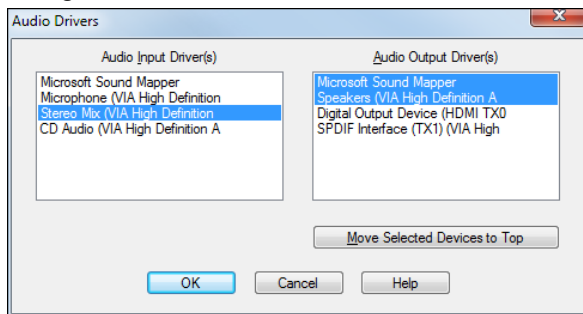 Audio Drivers
Audio Input Driver(s)
Microsoft Sound Mapper
Microphone (VIA High Definition
Stereo Mix (VIA High Definition
CD Audio (VIA High Definition A
Audio Output Driver(s)
Microsoft Sound Mapper
Speakers (VIA High Definition A
Digital Output Device (HDMI TX0
SPDIF Interface (TX1) (VIA High
Move Selected Devices to Top
OK
Cancel
Help